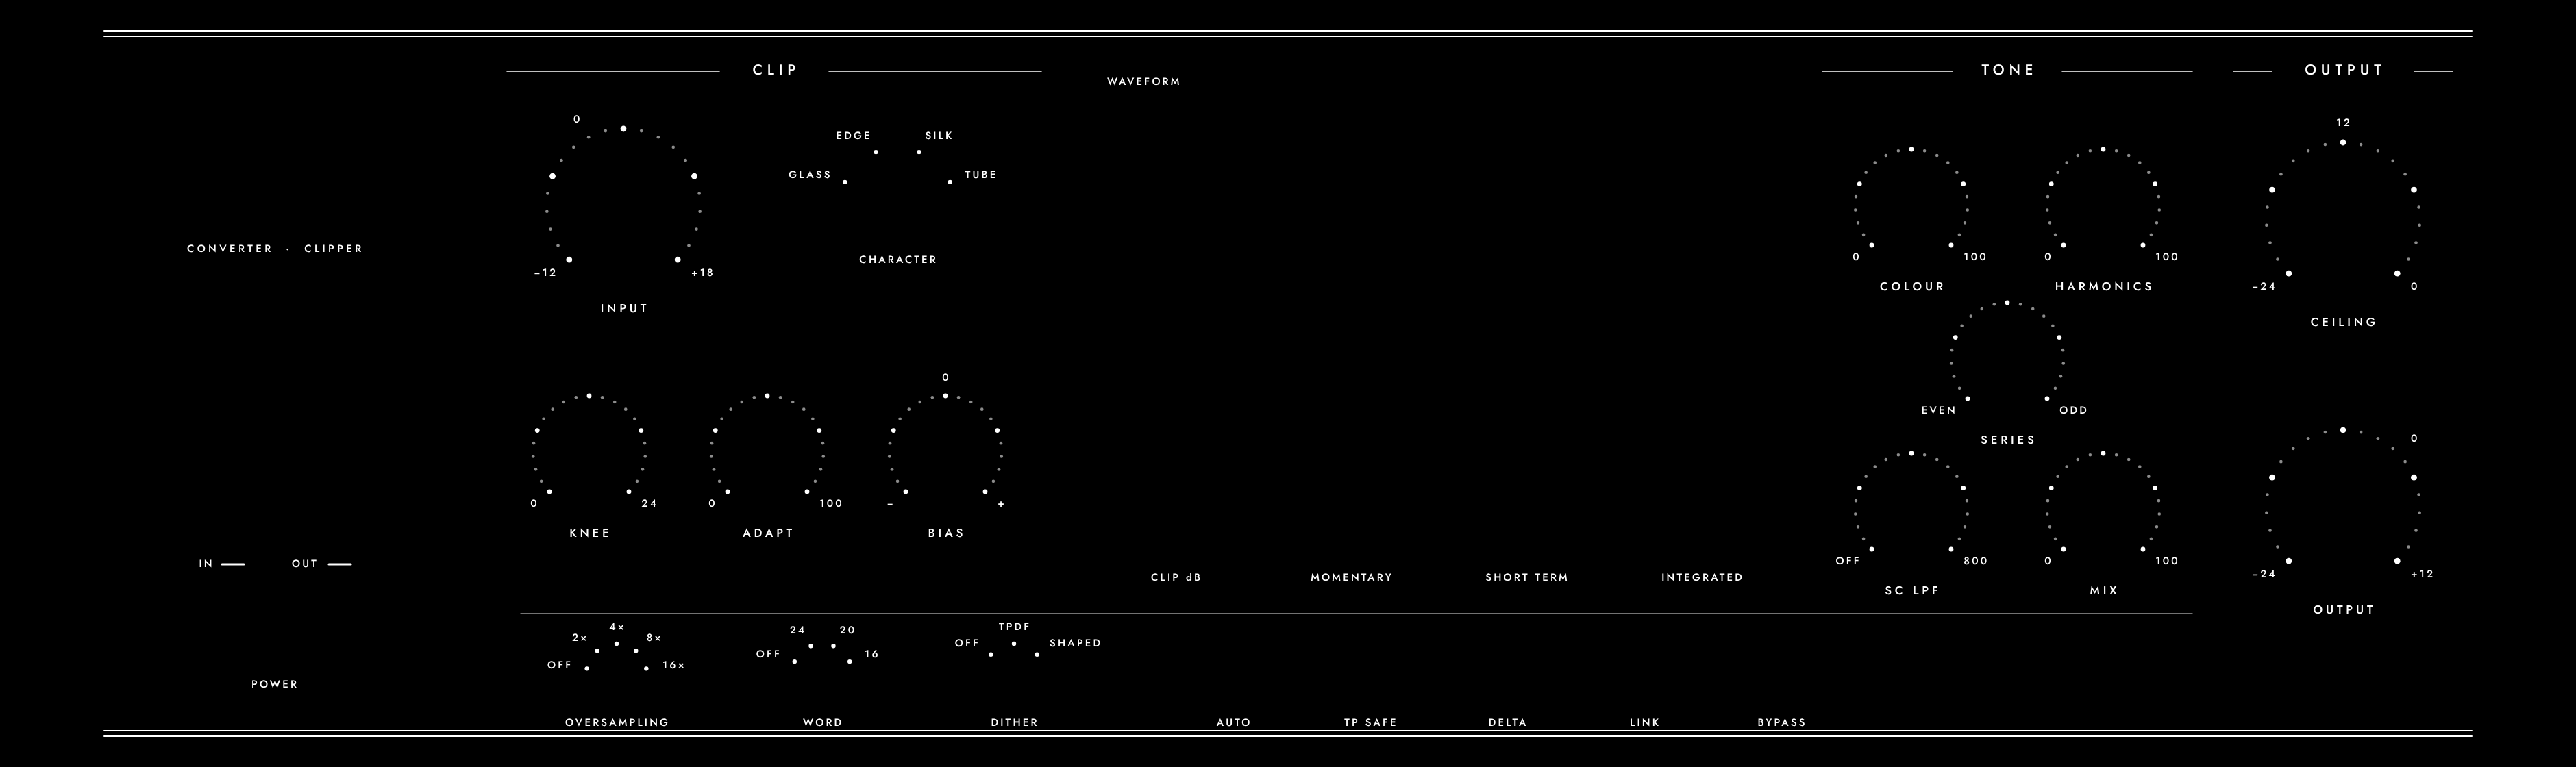 CLIP
WAVEFORM
TONE
OUTPUT
0
−12
+18
INPUT
EDGE
SILK
GLASS
TUBE
CHARACTER
CONVERTER · CLIPPER
0
100
COLOUR
0
100
HARMONICS
12
−24
0
CEILING
EVEN
ODD
SERIES
0
24
KNEE
0
100
ADAPT
0
−
+
BIAS
IN
OUT
CLIP dB
MOMENTARY
SHORT TERM
INTEGRATED
OFF
800
SC LPF
0
100
MIX
0
−24
+12
OUTPUT
OFF
2×
4×
8×
16×
OVERSAMPLING
OFF
24
20
16
WORD
OFF
TPDF
SHAPED
DITHER
POWER
AUTO
TP SAFE
DELTA
LINK
BYPASS